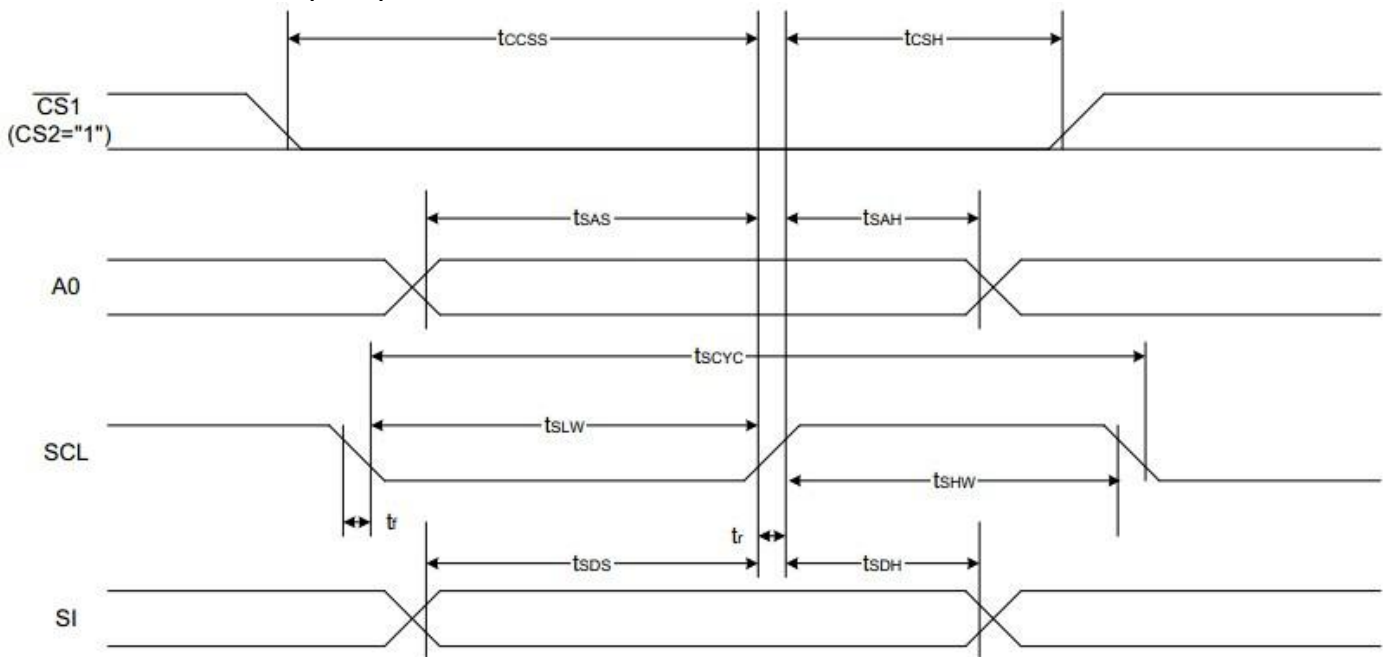 tCCSS tCSH
CS1
(CS2="1")
tSAS tSAH
A0
tSCYC
tSLW
SCL
tSHW
tf
tr
tSDS tSDH
SI